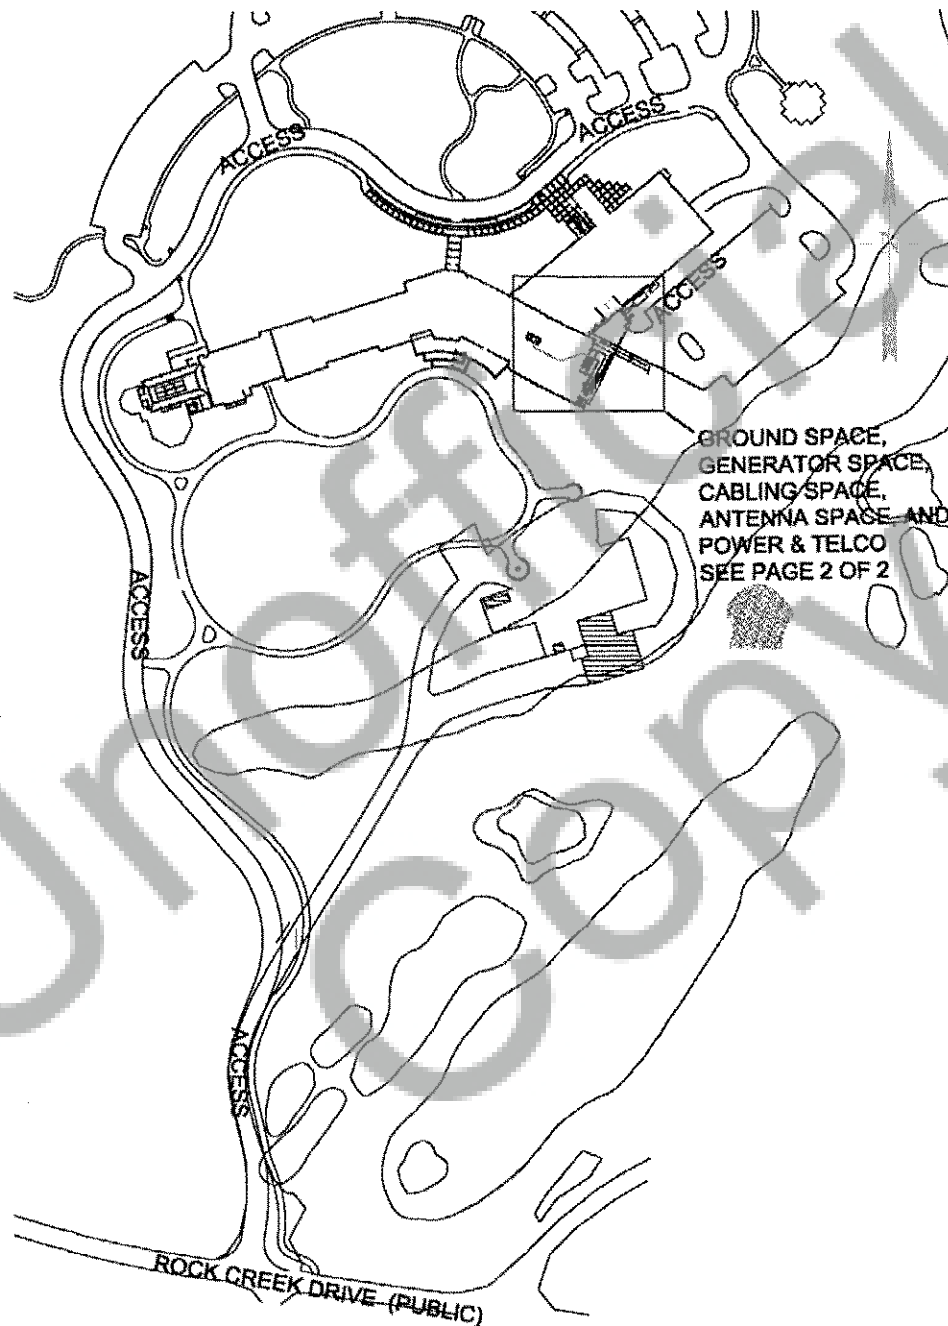 ACCESS
ACCESS
ACCESS
GROUND SPACE,
GENERATOR SPACE,
CABLING SPACE,
ANTENNA SPACE AND
POWER & TELCO
SEE PAGE 2 OF 2
ACCESS
ACCESS
ROCK CREEK DRIVE (PUBLIC)
Unofficial
Copy